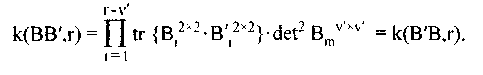 k(BB',r) = ∏_{i=1}^{r-v'} tr {B_i^{2×2}·B'_i^{2×2}}·det² B_m^{v'×v'} = k(B'B,r).